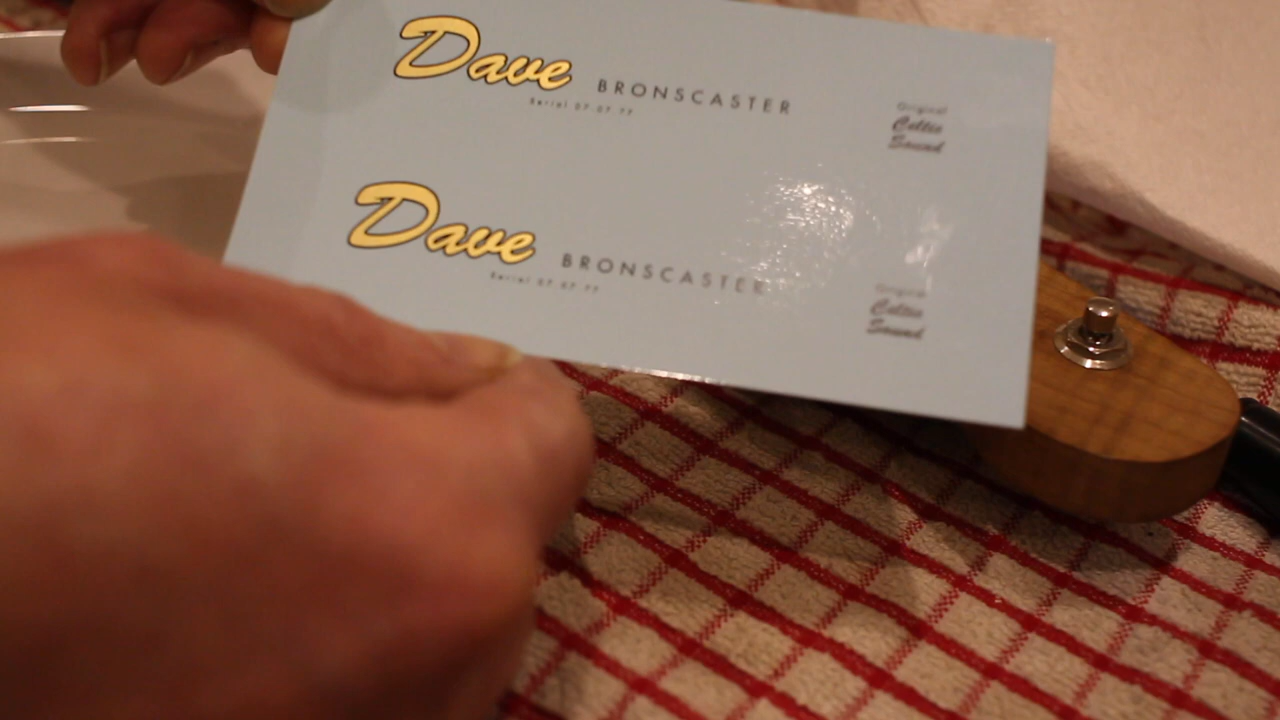 Dave BRONSCASTER
Serial 07.07.77
Original
Celtic
Sound
Dave BRONSCASTER
Serial 07.07.77
Original
Celtic
Sound